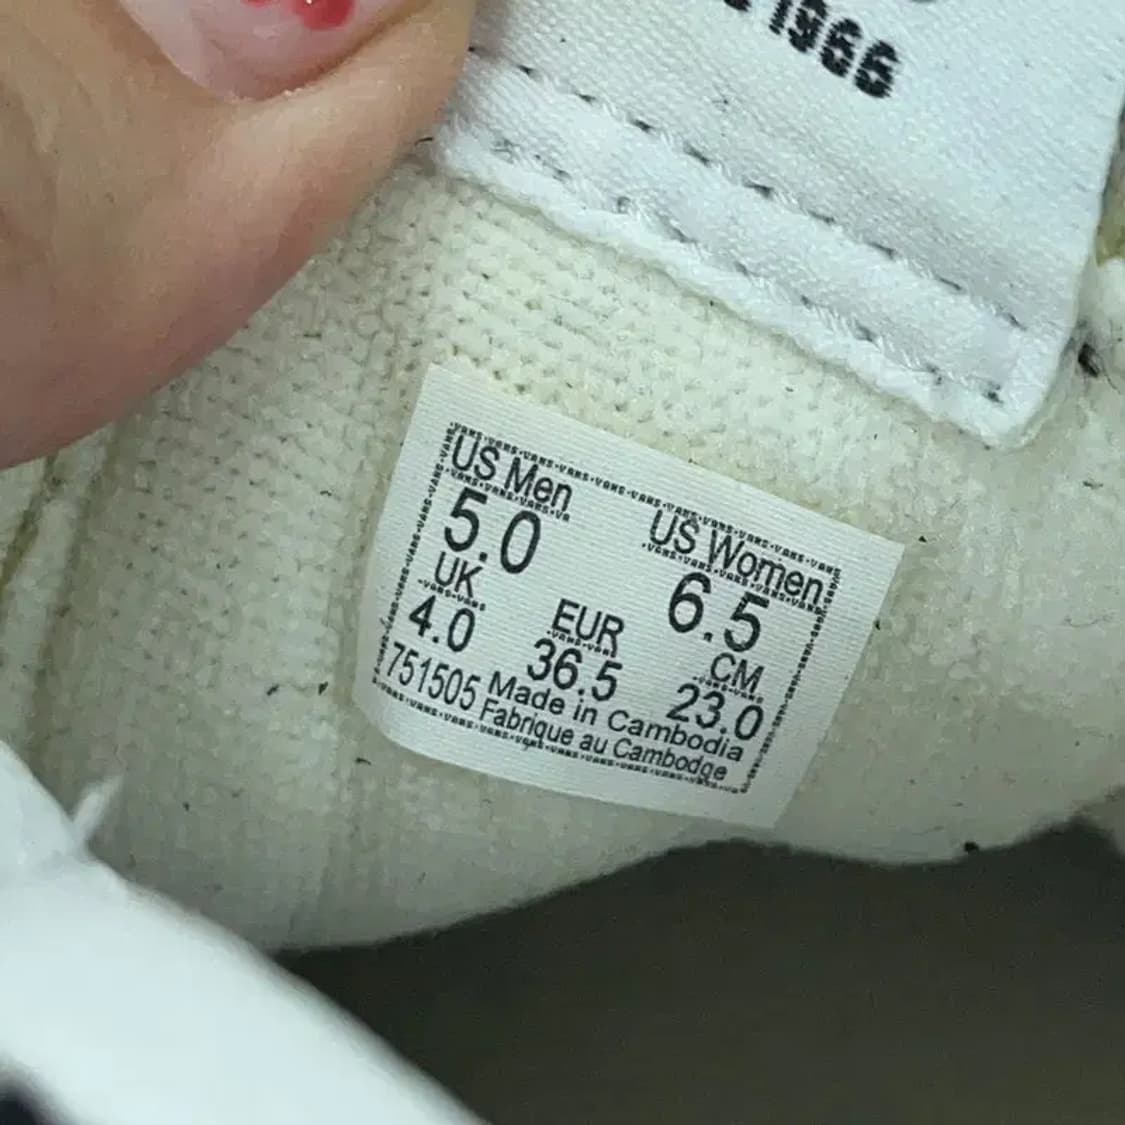 1966
US Men US Women
5.0 6.5
UK EUR CM
4.0 36.5 23.0
751505 Made in Cambodia
Fabrique au Cambodge